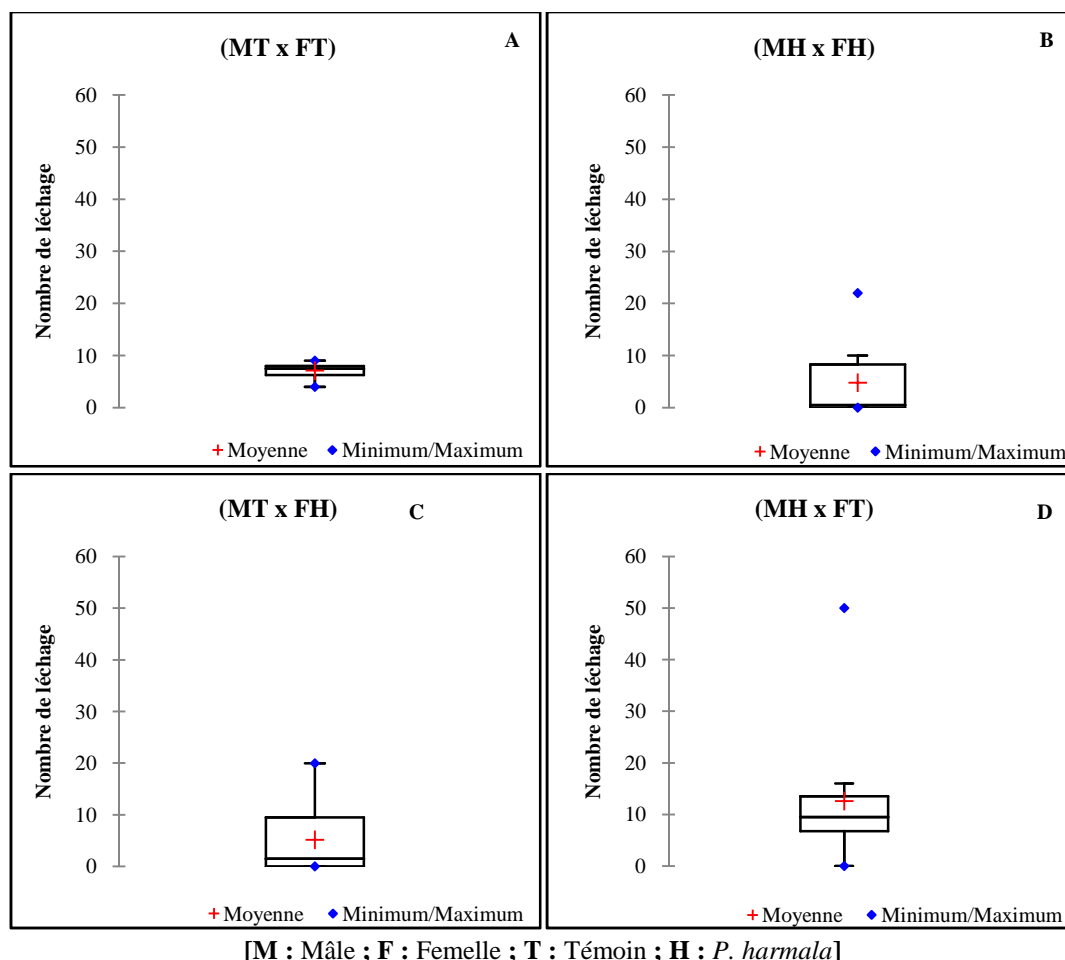 (MT x FT)
A
Nombre de léchage
60
50
40
30
20
10
0
Moyenne
Minimum/Maximum
(MH x FH)
B
Nombre de léchage
60
50
40
30
20
10
0
Moyenne
Minimum/Maximum
(MT x FH)
C
Nombre de léchage
60
50
40
30
20
10
0
Moyenne
Minimum/Maximum
(MH x FT)
D
Nombre de léchage
60
50
40
30
20
10
0
Moyenne
Minimum/Maximum
[M : Mâle ; F : Femelle ; T : Témoin ; H : P. harmala]